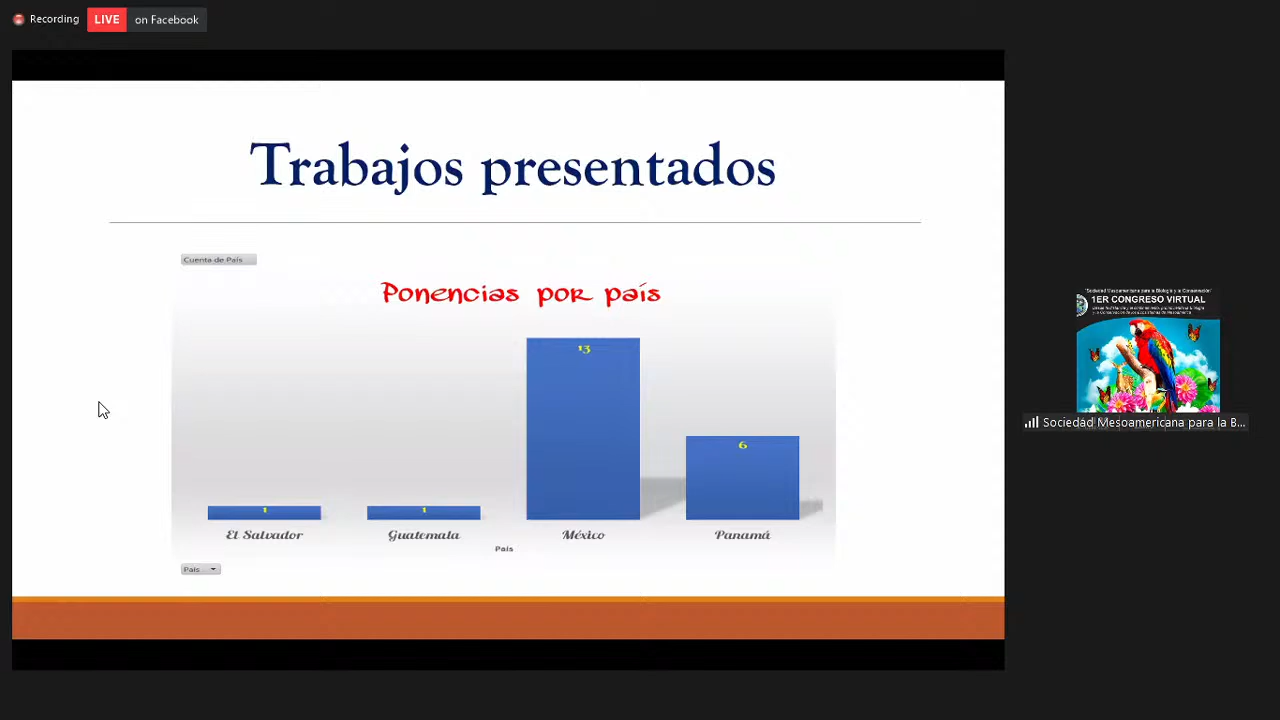 Recording
LIVE on Facebook
Trabajos presentados
Cuenta de País
Ponencias por país
13
6
1
1
El Salvador
Guatemala
México
Panamá
País
País
1ER CONGRESO VIRTUAL
Sociedad Mesoamericana para la B...